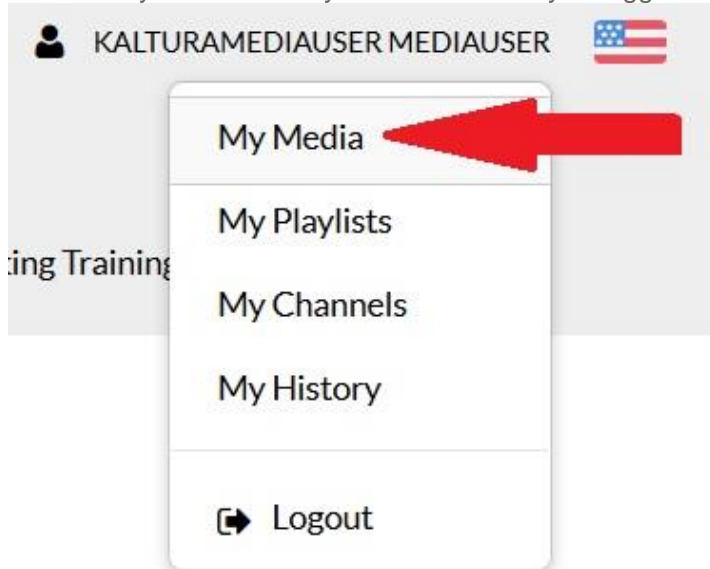 KALTURAMEDIAUSER MEDIAUSER
My Media
My Playlists
My Channels
My History
Logout